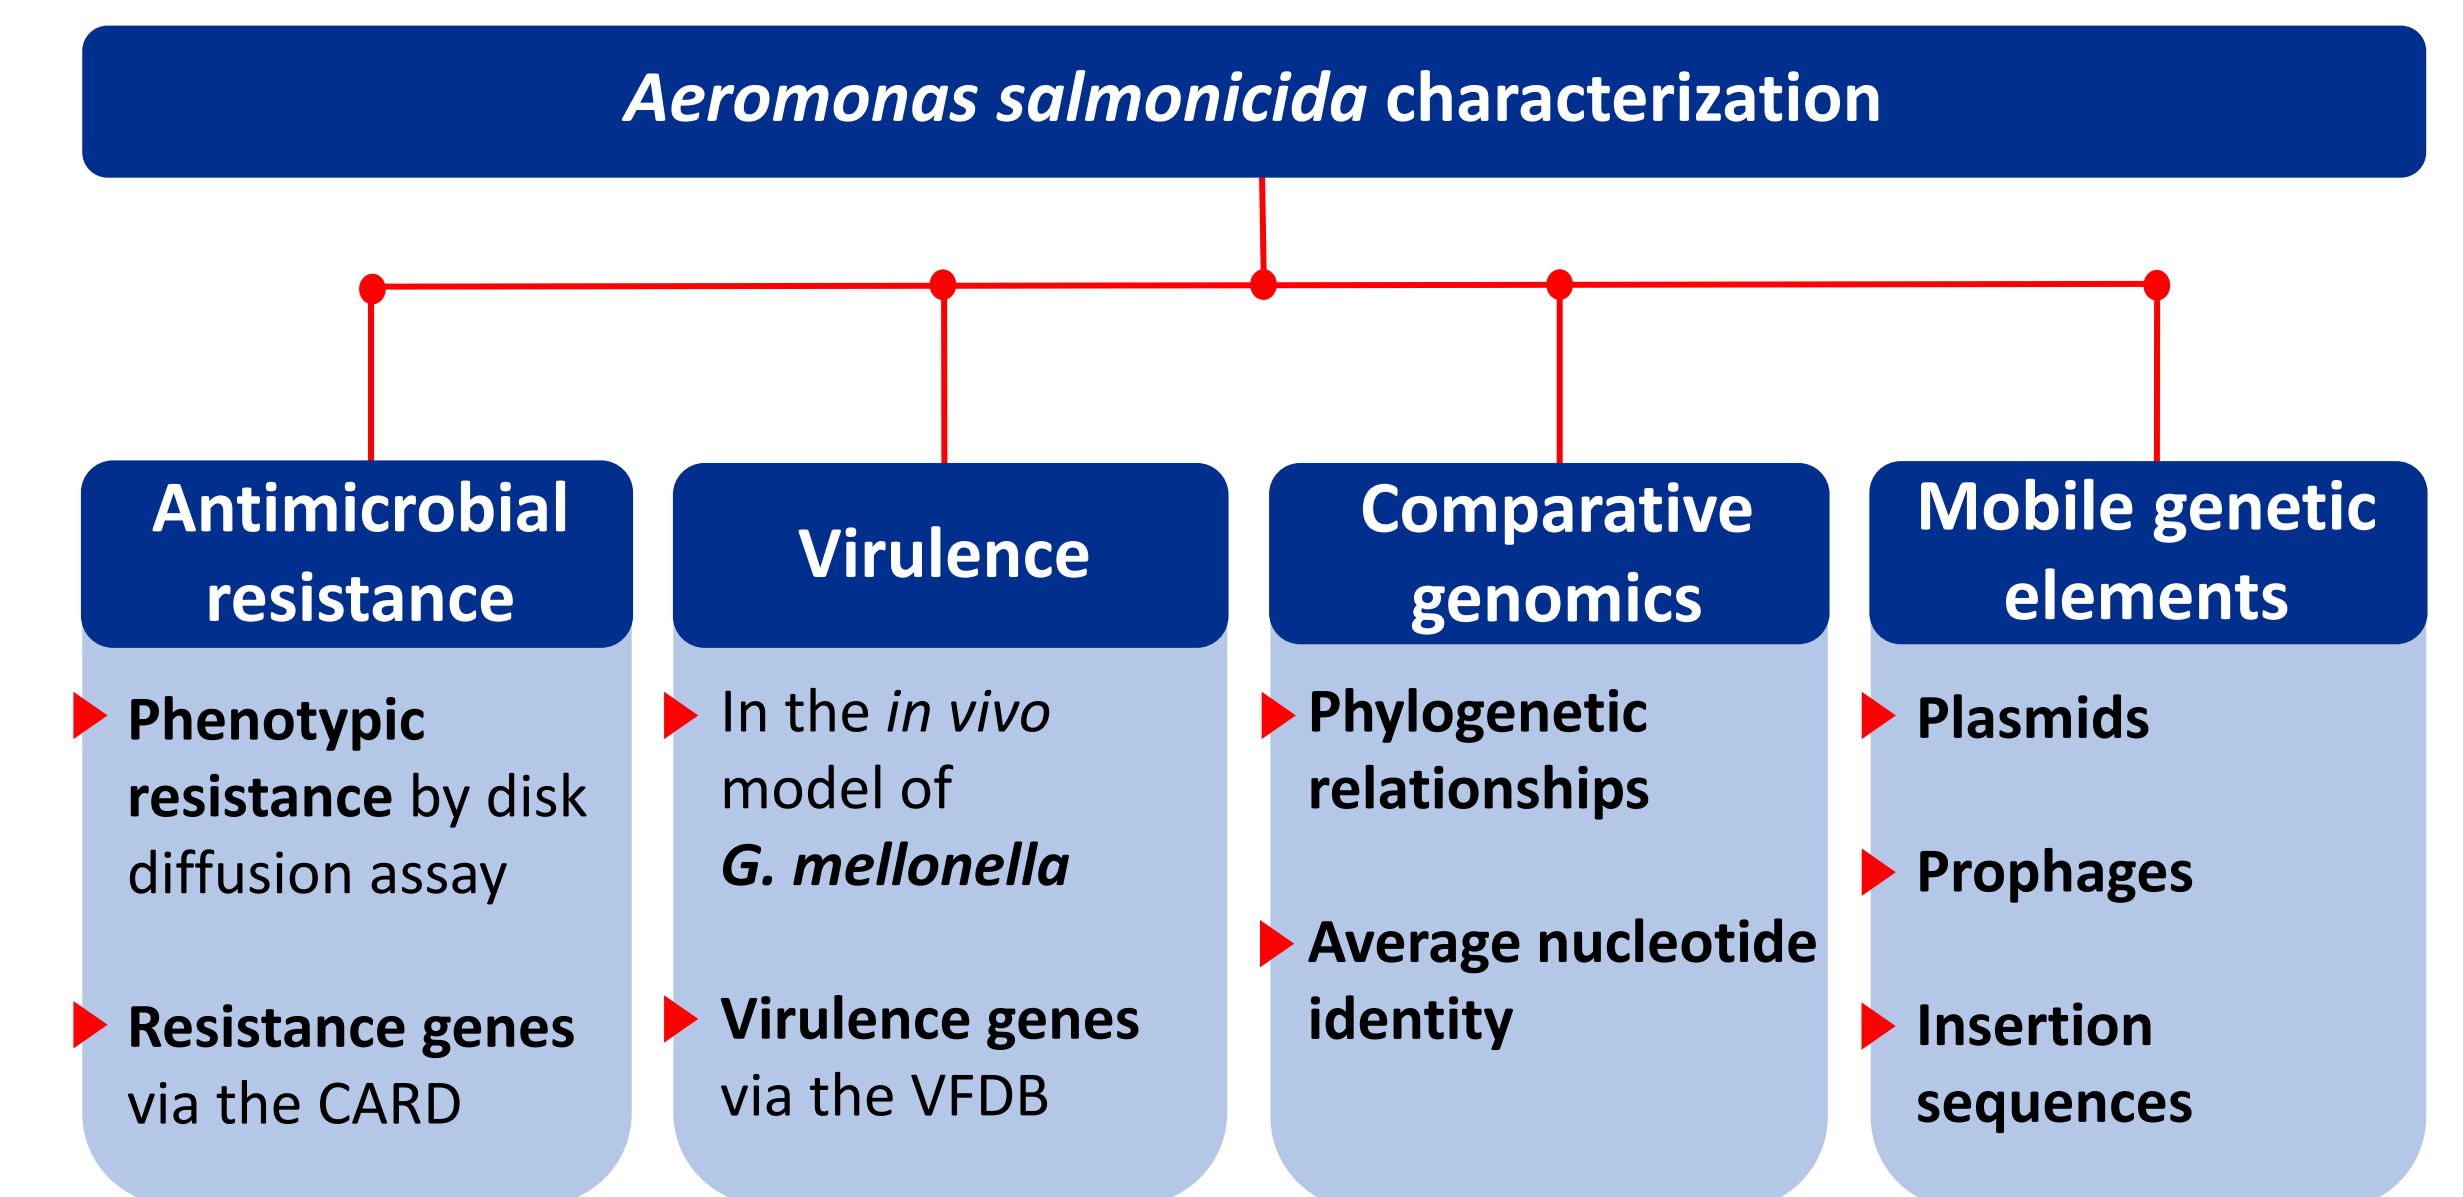 Aeromonas salmonicida characterization
Antimicrobial
resistance
Phenotypic
resistance by disk
diffusion assay
Resistance genes
via the CARD
Virulence
In the in vivo
model of
G. mellonella
Virulence genes
via the VFDB
Comparative
genomics
Phylogenetic
relationships
Average nucleotide
identity
Mobile genetic
elements
Plasmids
Prophages
Insertion
sequences